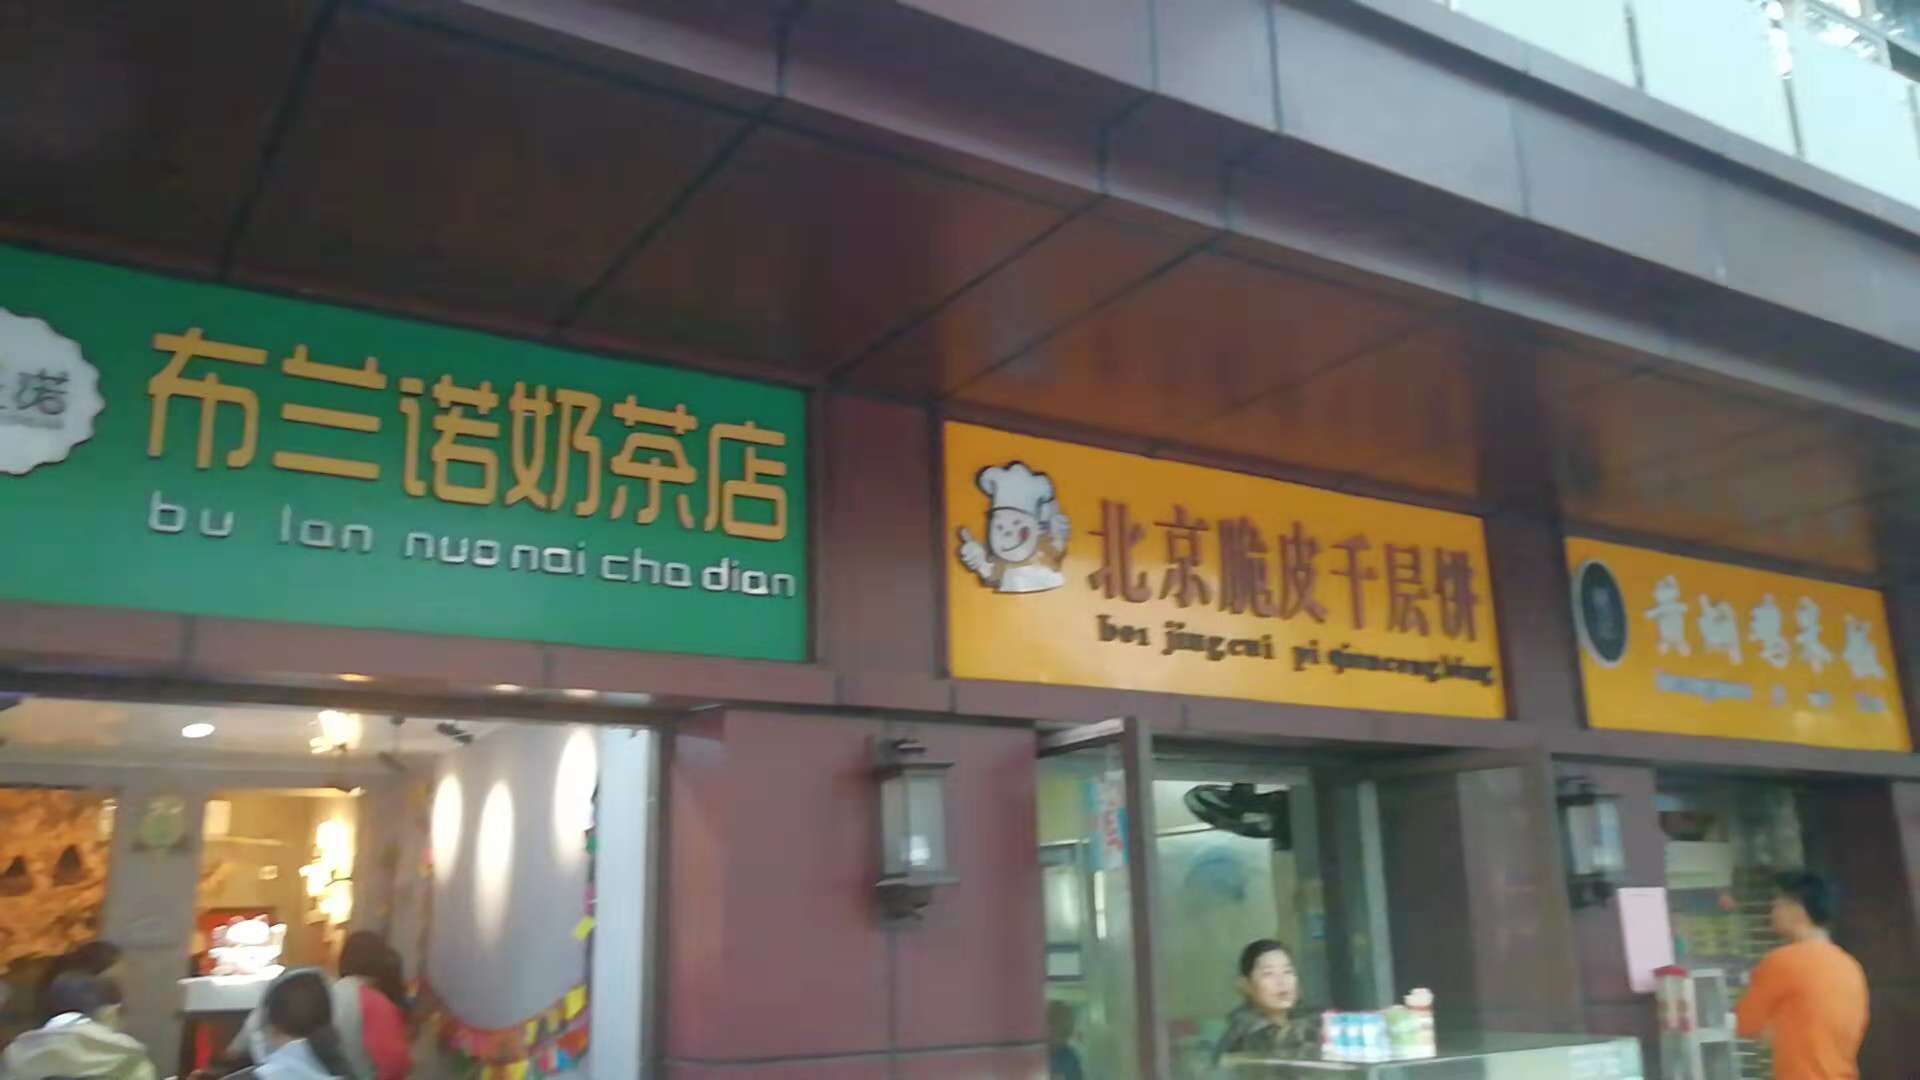 诺
布兰诺奶茶店
bu lan nuo nai cha dian
北京脆皮千层饼
bei jing cui pi qian ceng bing
黄焖鸡米饭